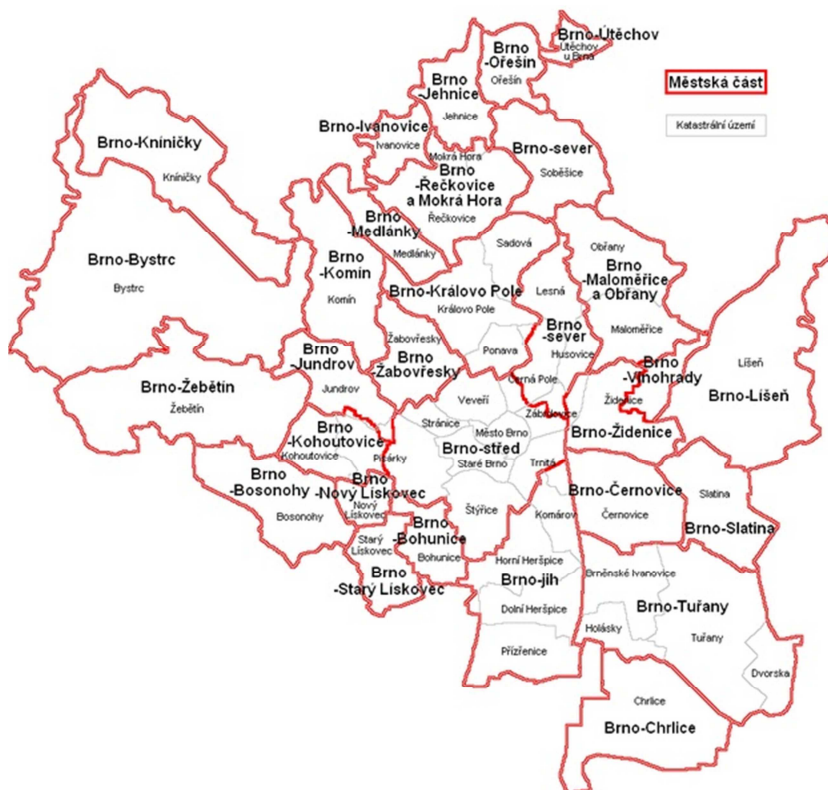 Brno-Útěchov
Útěchov
u Brna
Brno
-Ořešín
Ořešín
Brno
-Jehnice
Jehnice
Městská část
Katastrální území
Brno-Ivanovice
Ivanovice
Brno-Kníničky
Kníničky
Mokrá Hora
Brno
-Řečkovice
a Mokrá Hora
Řečkovice
Brno-sever
Soběšice
Brno
-Medlánky
Medlánky
Sadová
Obřany
Brno
-Maloměřice
a Obřany
Maloměřice
Brno-Bystrc
Bystrc
Brno
-Komín
Komín
Brno-Královo Pole
Královo Pole
Lesná
Brno
-sever
Husovice
Ponava
Žabovřesky
Brno
-Žabovřesky
Brno
-Jundrov
Jundrov
Brno
-Vinohrady
Líšeň
Brno-Líšeň
Brno-Žebětín
Žebětín
Černá Pole
Veveří
Židenice
Zábrdovice
Brno-Židenice
Stránice
Město Brno
Brno-střed
Staré Brno
Trnitá
Brno
-Kohoutovice
Kohoutovice
Pisárky
Brno
-Bosonohy
Bosonohy
Brno
-Nový Lískovec
Nový
Lískovec
Štýřice
Komárov
Brno-Černovice
Černovice
Slatina
Brno-Slatina
Starý
Lískovec
Brno
-Bohunice
Bohunice
Brno
-Starý Lískovec
Horní Heršpice
Brno-jih
Dolní Heršpice
Přízřenice
Brněnské Ivanovice
Brno-Tuřany
Holásky
Tuřany
Dvorska
Chrlice
Brno-Chrlice